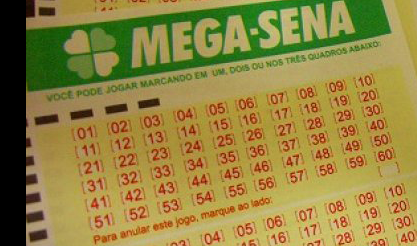 MEGA-SENA
VOCÊ PODE JOGAR MARCANDO EM UM, DOIS OU NOS TRÊS QUADROS ABAIXO:
[01] [02] [03] [04] [05] [06] [07] [08] [09] [10]
[11] [12] [13] [14] [15] [16] [17] [18] [19] [20]
[21] [22] [23] [24] [25] [26] [27] [28] [29] [30]
[31] [32] [33] [34] [35] [36] [37] [38] [39] [40]
[41] [42] [43] [44] [45] [46] [47] [48] [49] [50]
[51] [52] [53] [54] [55] [56] [57] [58] [59] [60]
Para anular este jogo, marque ao lado:
[04] [05] [06] [07] [08] [09] [10]
[16] [17] [18] [19] [20]
[28] [29] [30]
[40]